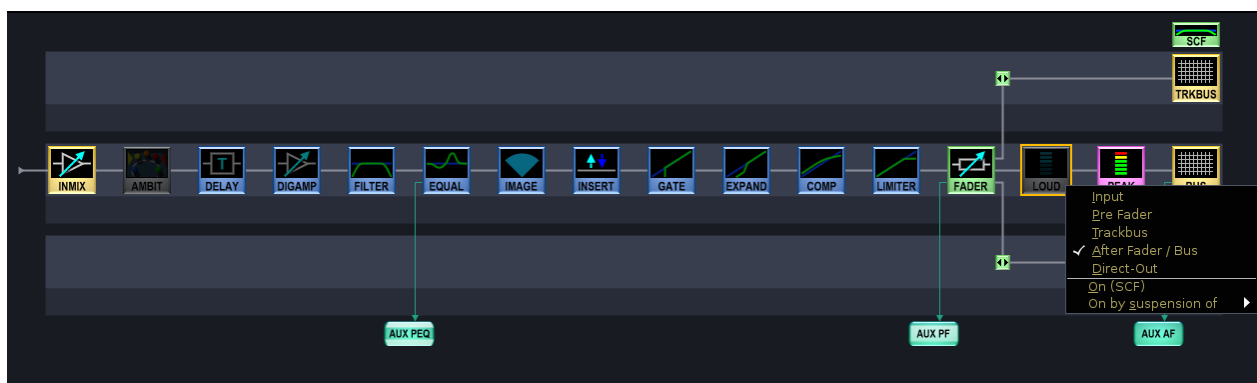 SCF
TRKBUS
INMIX
AMBIT
DELAY
T
DIGAMP
FILTER
EQUAL
IMAGE
INSERT
GATE
EXPAND
COMP
LIMITER
FADER
LOUD
PEAK
BUS
Input
Pre Fader
Trackbus
After Fader / Bus
Direct-Out
On (SCF)
On by suspension of
AUX PEQ
AUX PF
AUX AF